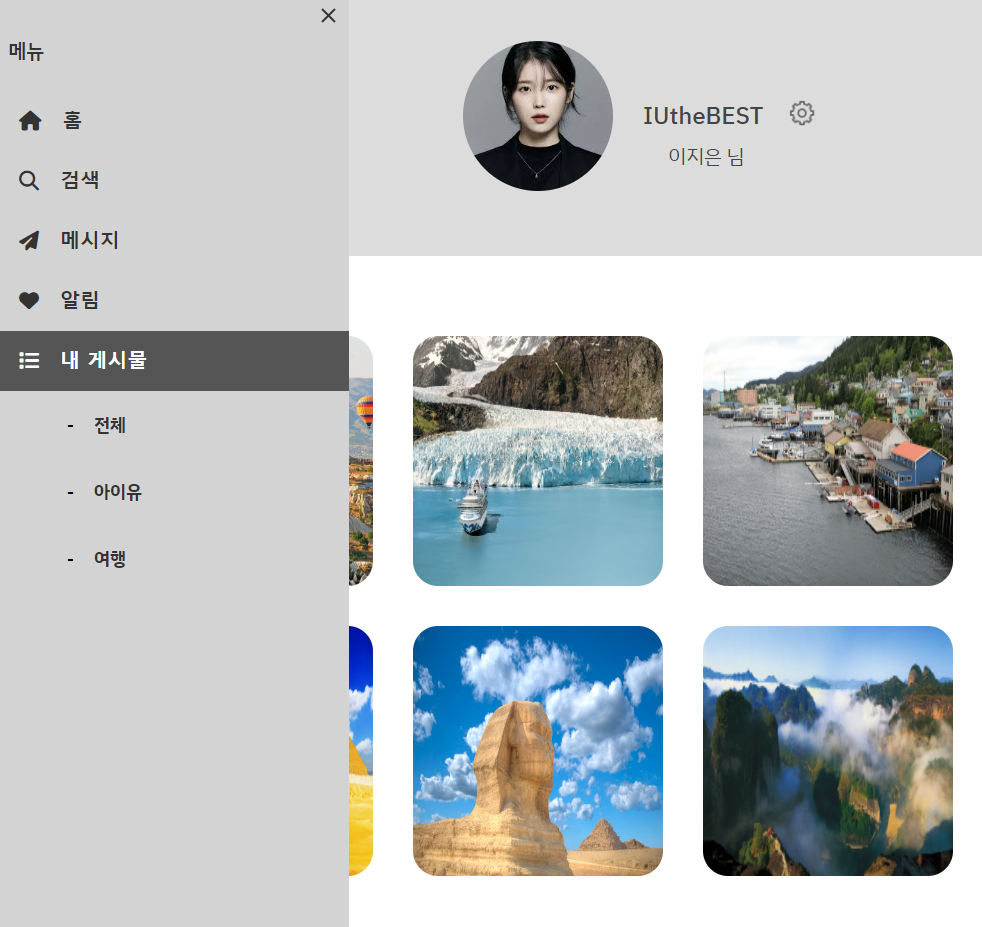 메뉴
홈
검색
메시지
알림
내 게시물
- 전체
- 아이유
- 여행
IUtheBEST
이지은 님